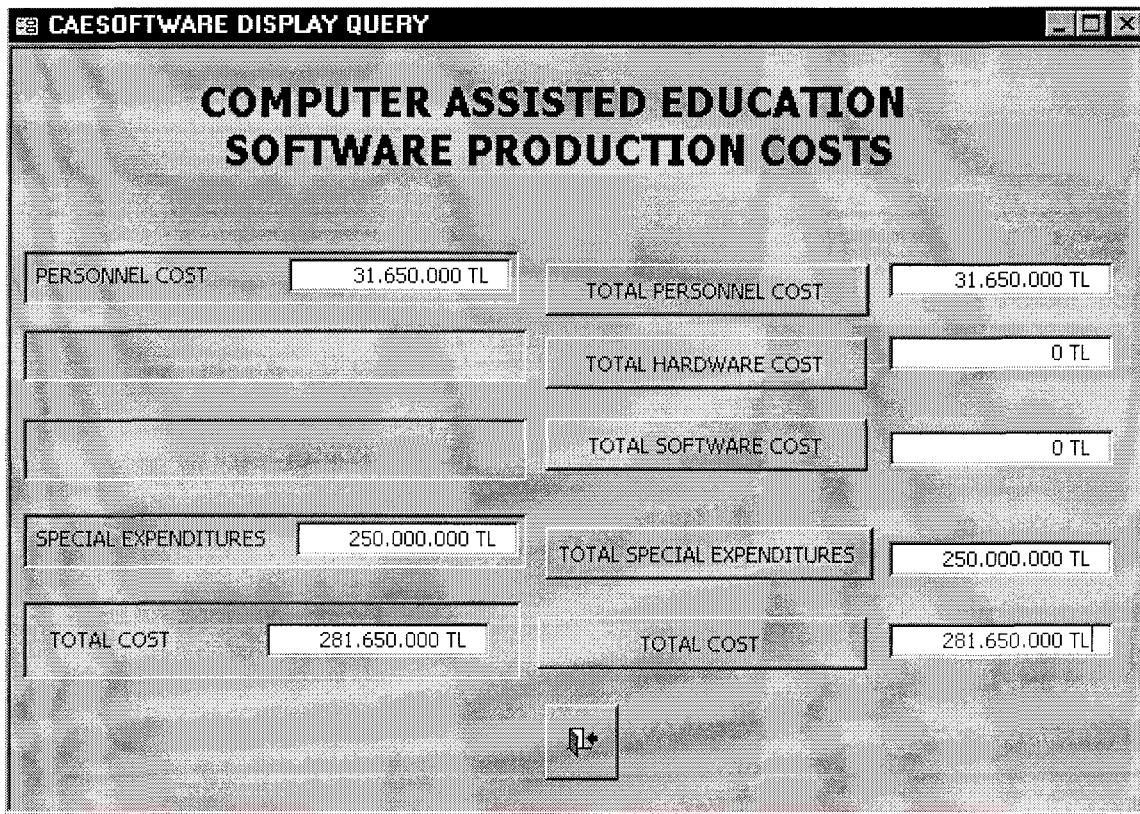 CAESOFTWARE DISPLAY QUERY
COMPUTER ASSISTED EDUCATION
SOFTWARE PRODUCTION COSTS
PERSONNEL COST 31.650.000 TL
TOTAL PERSONNEL COST 31.650.000 TL
TOTAL HARDWARE COST 0 TL
TOTAL SOFTWARE COST 0 TL
SPECIAL EXPENDITURES 250.000.000 TL
TOTAL SPECIAL EXPENDITURES 250.000.000 TL
TOTAL COST 281.650.000 TL
TOTAL COST 281.650.000 TL